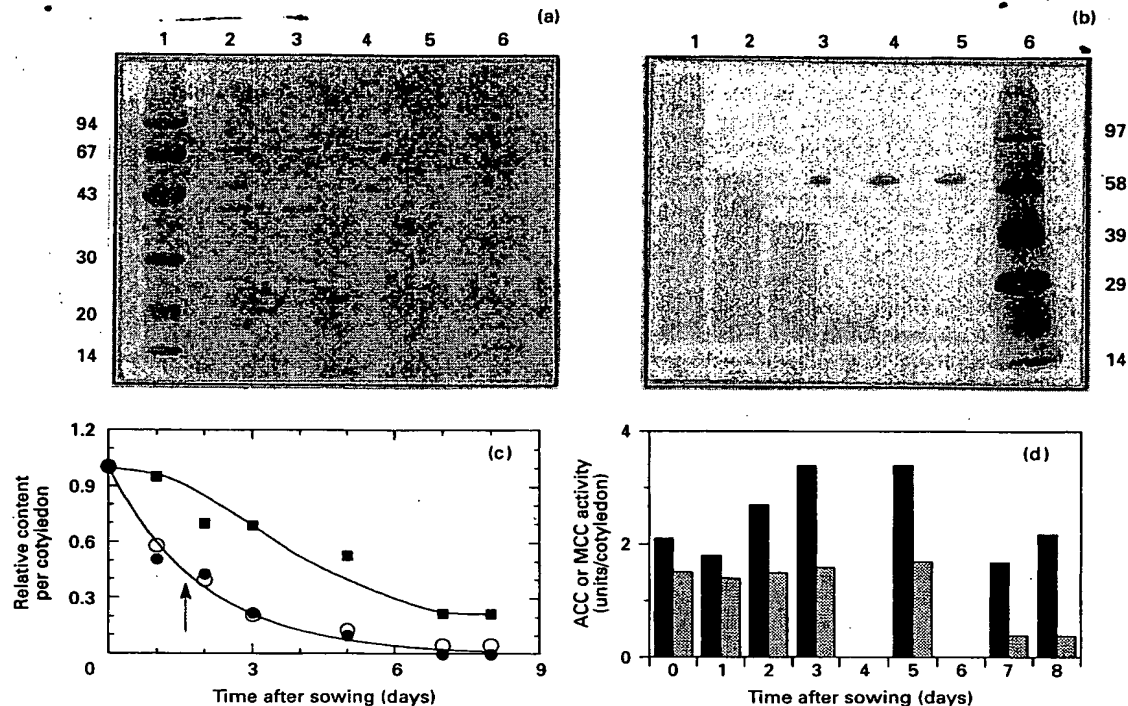 (a)
1 2 3 4 5 6
94
67
43
30
20
14
(b)
1 2 3 4 5 6
97
58
39
29
14
(c)
Relative content
per cotyledon
1.2
0.9
0.6
0.3
0
3 6 9
Time after sowing (days)
(d)
ACC or MCC activity
(units/cotyledon)
4
2
0
0 1 2 3 4 5 6 7 8
Time after sowing (days)